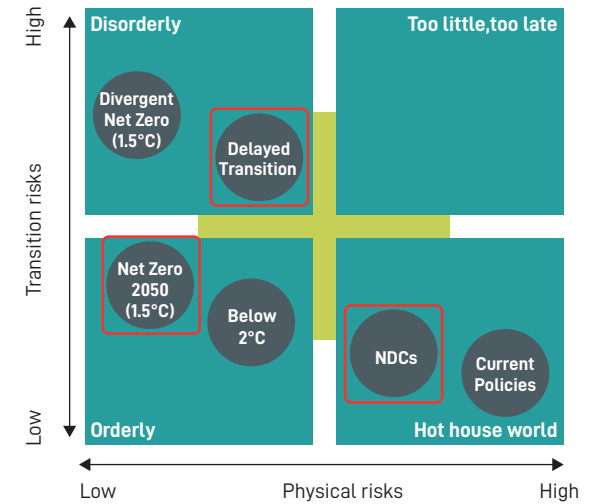 High
Disorderly
Too little,too late
Divergent
Net Zero
(1.5°C)
Delayed
Transition
Transition risks
Net Zero
2050
(1.5°C)
Below
2°C
NDCs
Current
Policies
Low
Orderly
Hot house world
Low
Physical risks
High